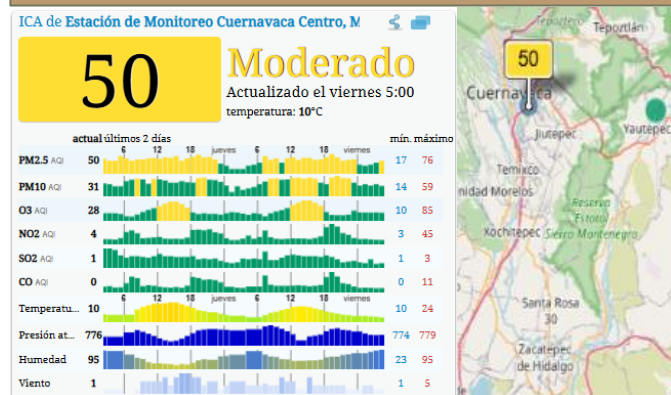 ICA de Estación de Monitoreo Cuernavaca Centro, M
50
Moderado
Actualizado el viernes 5:00
temperatura: 10°C
actual últimos 2 días mín. máximo
6 12 18 jueves 6 12 18 viernes
PM2.5 AQI 50 17 76
PM10 AQI 31 14 59
O3 AQI 28 10 85
NO2 AQI 4 3 45
SO2 AQI 1 1 3
CO AQI 0 0 11
6 12 18 jueves 6 12 18 viernes
Temperatu... 10 10 24
Presión at... 776 774 779
Humedad 95 23 95
Viento 1 1 5
Tepoztlán
50
Cuernavaca
Jiutepec
Yautepec
Temixco
nidad Morelos
Reserva
Estatal
Xochitepec Sierra Montenegro
Santa Rosa
30
Zacatepec
de Hidalgo